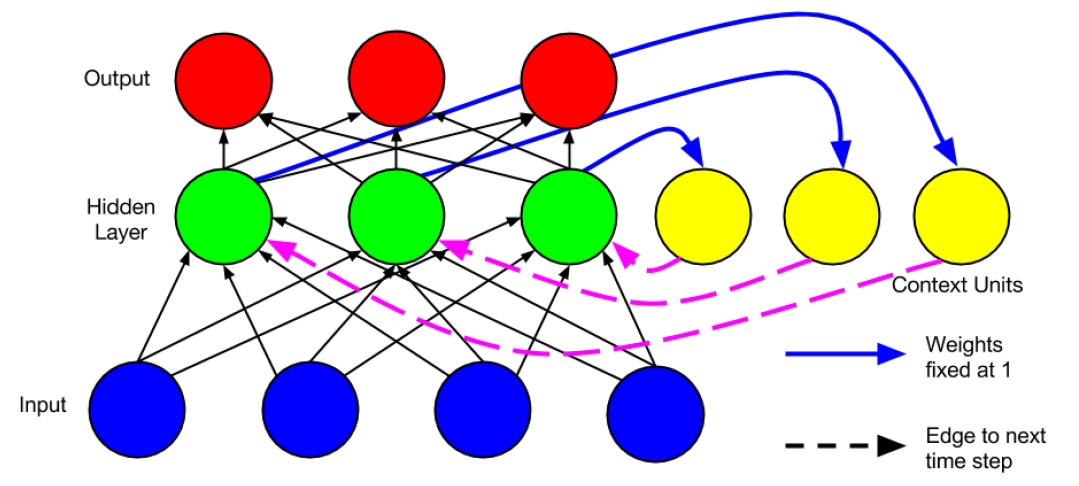 Output
Hidden
Layer
Input
Context Units
Weights
fixed at 1
Edge to next
time step